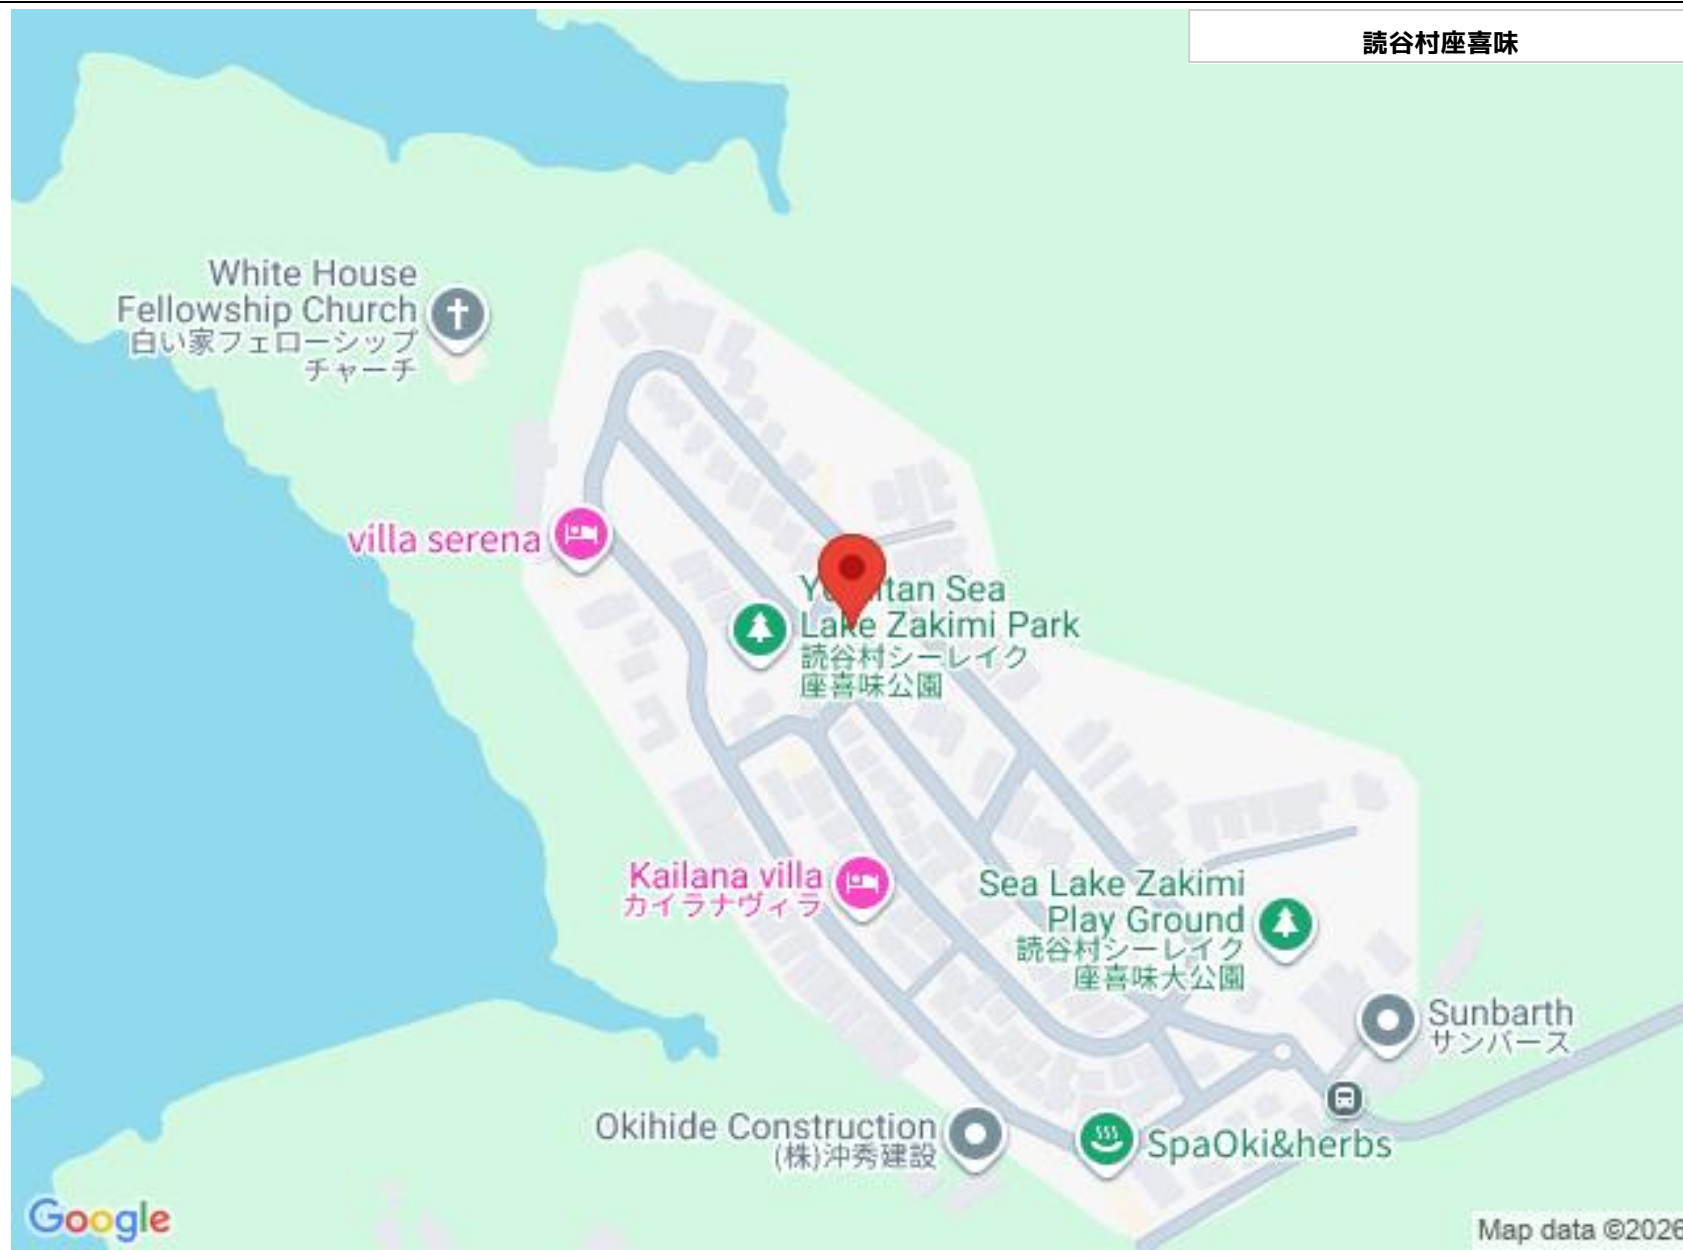 読谷村座喜味
White House
Fellowship Church
白い家フェローシップ
チャーチ
villa serena
Lake Zakimi Park
読谷村シーレイク
座喜味公園
Kailana villa
カイラナヴィラ
Sea Lake Zakimi
Play Ground
読谷村シーレイク
座喜味大公園
Sunbarth
サンバース
Okihide Construction
(株)沖秀建設
SpaOki&herbs
Google
Map data ©2026